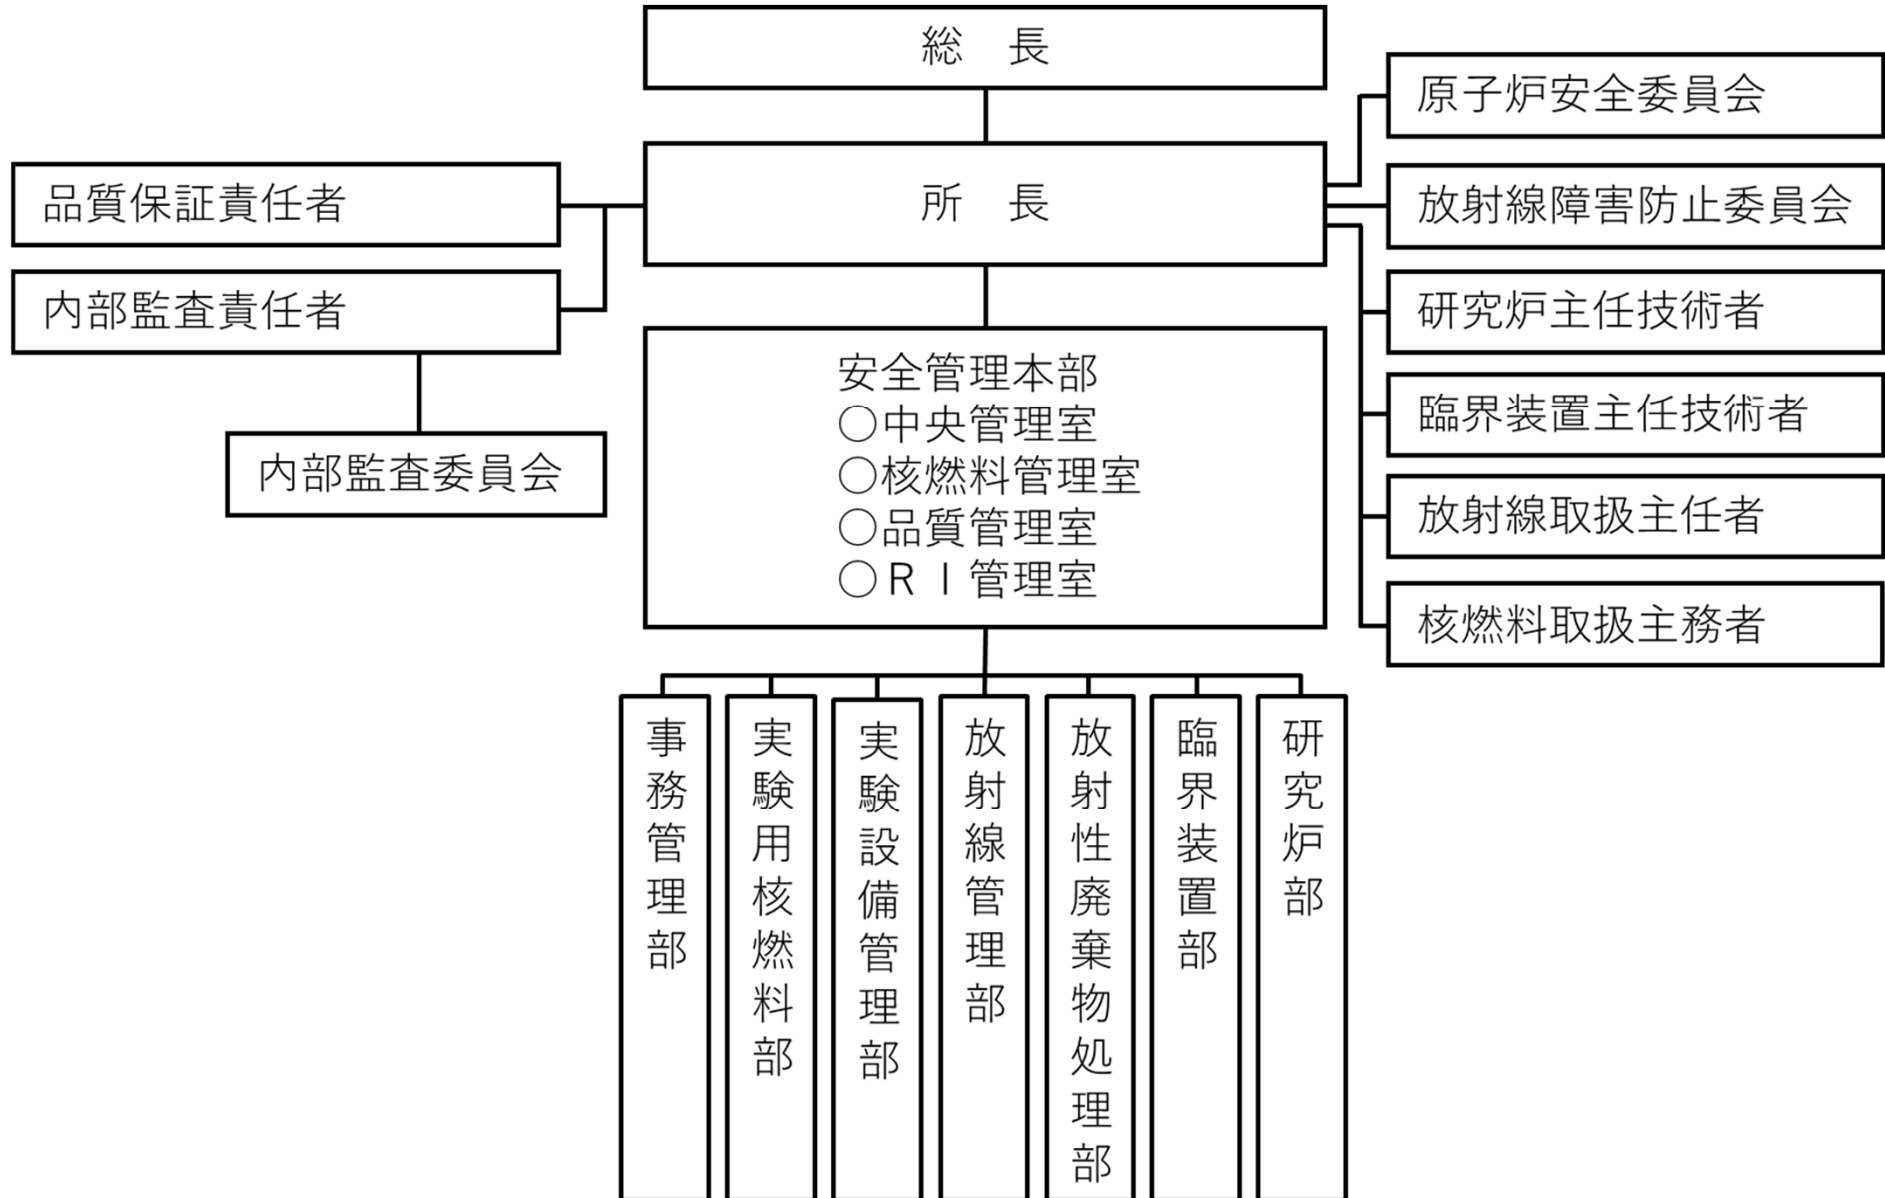 総　長
所　長
品質保証責任者
内部監査責任者
内部監査委員会
原子炉安全委員会
放射線障害防止委員会
研究炉主任技術者
臨界装置主任技術者
放射線取扱主任者
核燃料取扱主務者
安全管理本部
○中央管理室
○核燃料管理室
○品質管理室
○ＲＩ管理室
事務管理部
実験用核燃料部
実験設備管理部
放射線管理部
放射性廃棄物処理部
臨界装置部
研究炉部